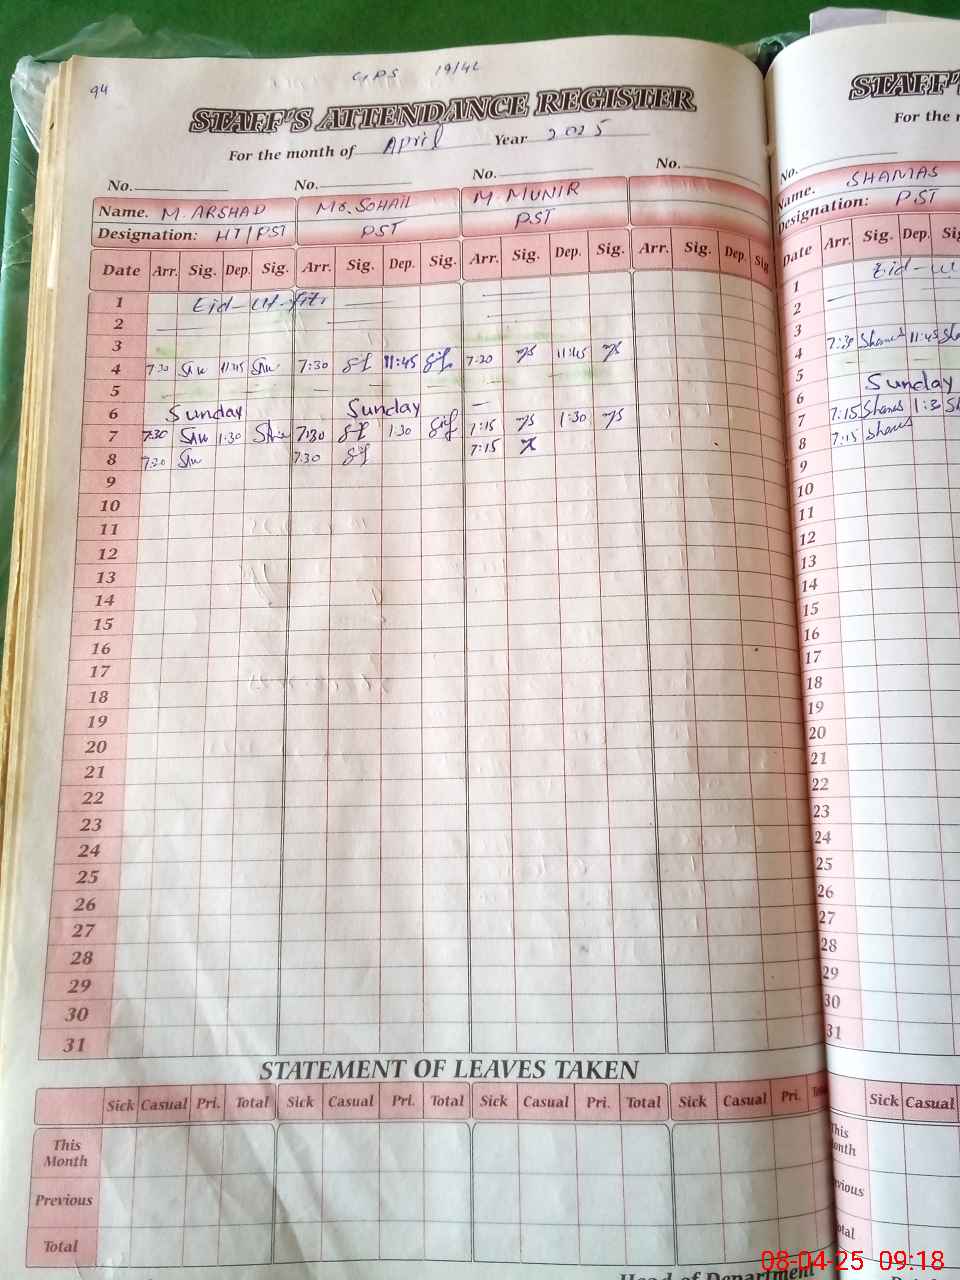 94 GPS 19/4L
STAFF'S ATTENDANCE REGISTER
For the month of April Year 2025
No. No. No. No.
Name. M. ARSHAD MR. SOHAIL M. MUNIR
Designation: HT/PST PST PST
Date Arr. Sig. Dep. Sig. Arr. Sig. Dep. Sig. Arr. Sig. Dep. Sig. Arr. Sig. Dep. Sig
1 Eid-ul-Fitr
2
3
4 7:30 11:45 7:30 11:45 7:20 11:45
5
6 Sunday Sunday
7 7:30 1:30 7:30 1:30 7:15 1:30
8 7:30 7:30 7:15
9
10
11
12
13
14
15
16
17
18
19
20
21
22
23
24
25
26
27
28
29
30
31
STATEMENT OF LEAVES TAKEN
Sick Casual Pri. Total Sick Casual Pri. Total Sick Casual Pri. Total Sick Casual Pri.
This Month
Previous
Total
Head of Department
STAFF'S
For the
No.
Name. SHAMAS
Designation: PST
Date Arr. Sig. Dep.
1 Eid-u
2
3
4 7:30 Shamas 11:45
5
6 Sunday
7 7:15 Shamas 1:30
8 7:15 Shamas
9
10
11
12
13
14
15
16
17
18
19
20
21
22
23
24
25
26
27
28
29
30
31
Sick Casual
08-04-25 09:18